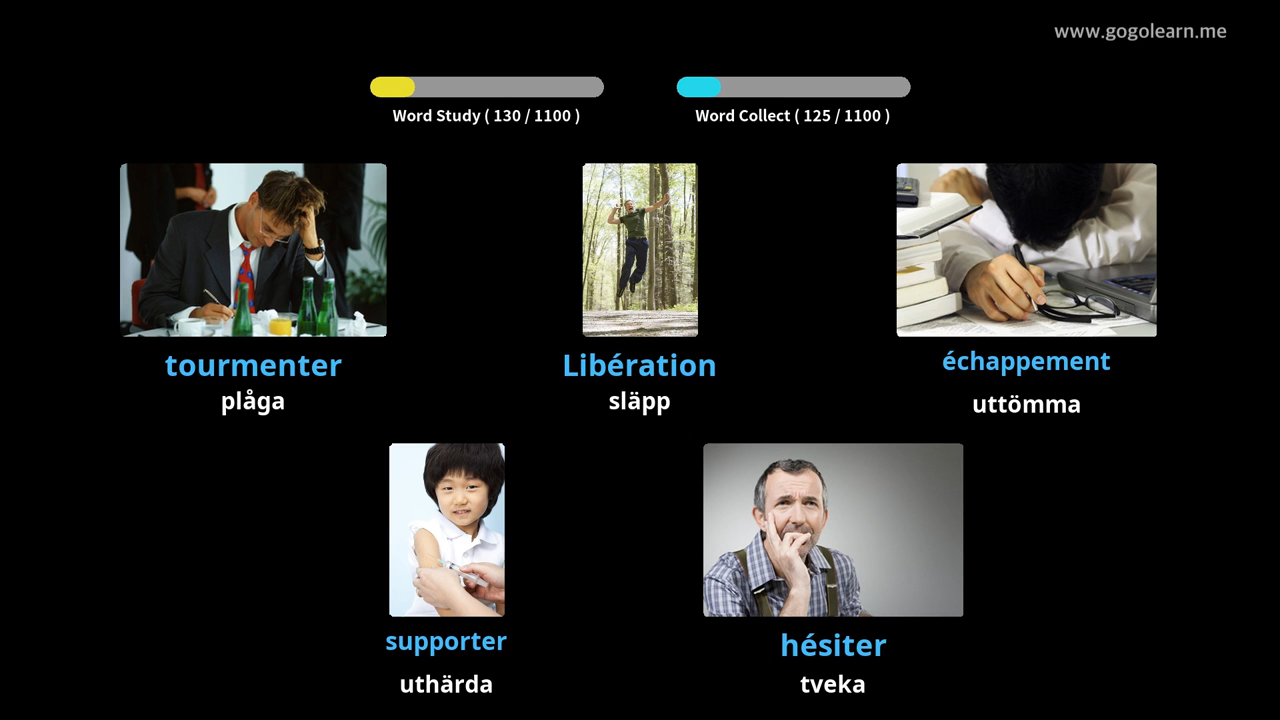 www.gogolearn.me
Word Study ( 130 / 1100 )
Word Collect ( 125 / 1100 )
tourmenter
plåga
Libération
släpp
échappement
uttömma
supporter
uthärda
hésiter
tveka